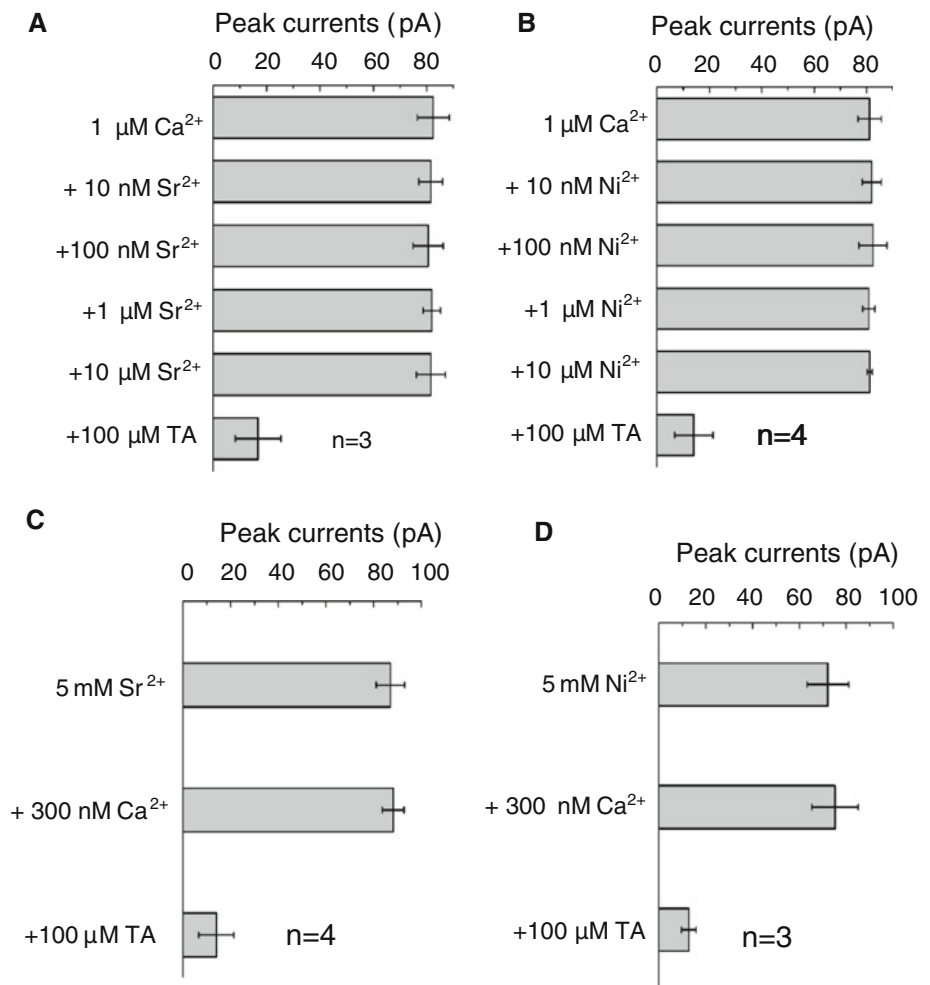 A
Peak currents (pA)
0 20 40 60 80
1 µM Ca²⁺
+ 10 nM Sr²⁺
+100 nM Sr²⁺
+1 µM Sr²⁺
+10 µM Sr²⁺
+100 µM TA
n=3
B
Peak currents (pA)
0 20 40 60 80
1 µM Ca²⁺
+ 10 nM Ni²⁺
+100 nM Ni²⁺
+1 µM Ni²⁺
+10 µM Ni²⁺
+100 µM TA
n=4
C
Peak currents (pA)
0 20 40 60 80 100
5 mM Sr²⁺
+ 300 nM Ca²⁺
+100 µM TA
n=4
D
Peak currents (pA)
0 20 40 60 80 100
5 mM Ni²⁺
+ 300 nM Ca²⁺
+100 µM TA
n=3